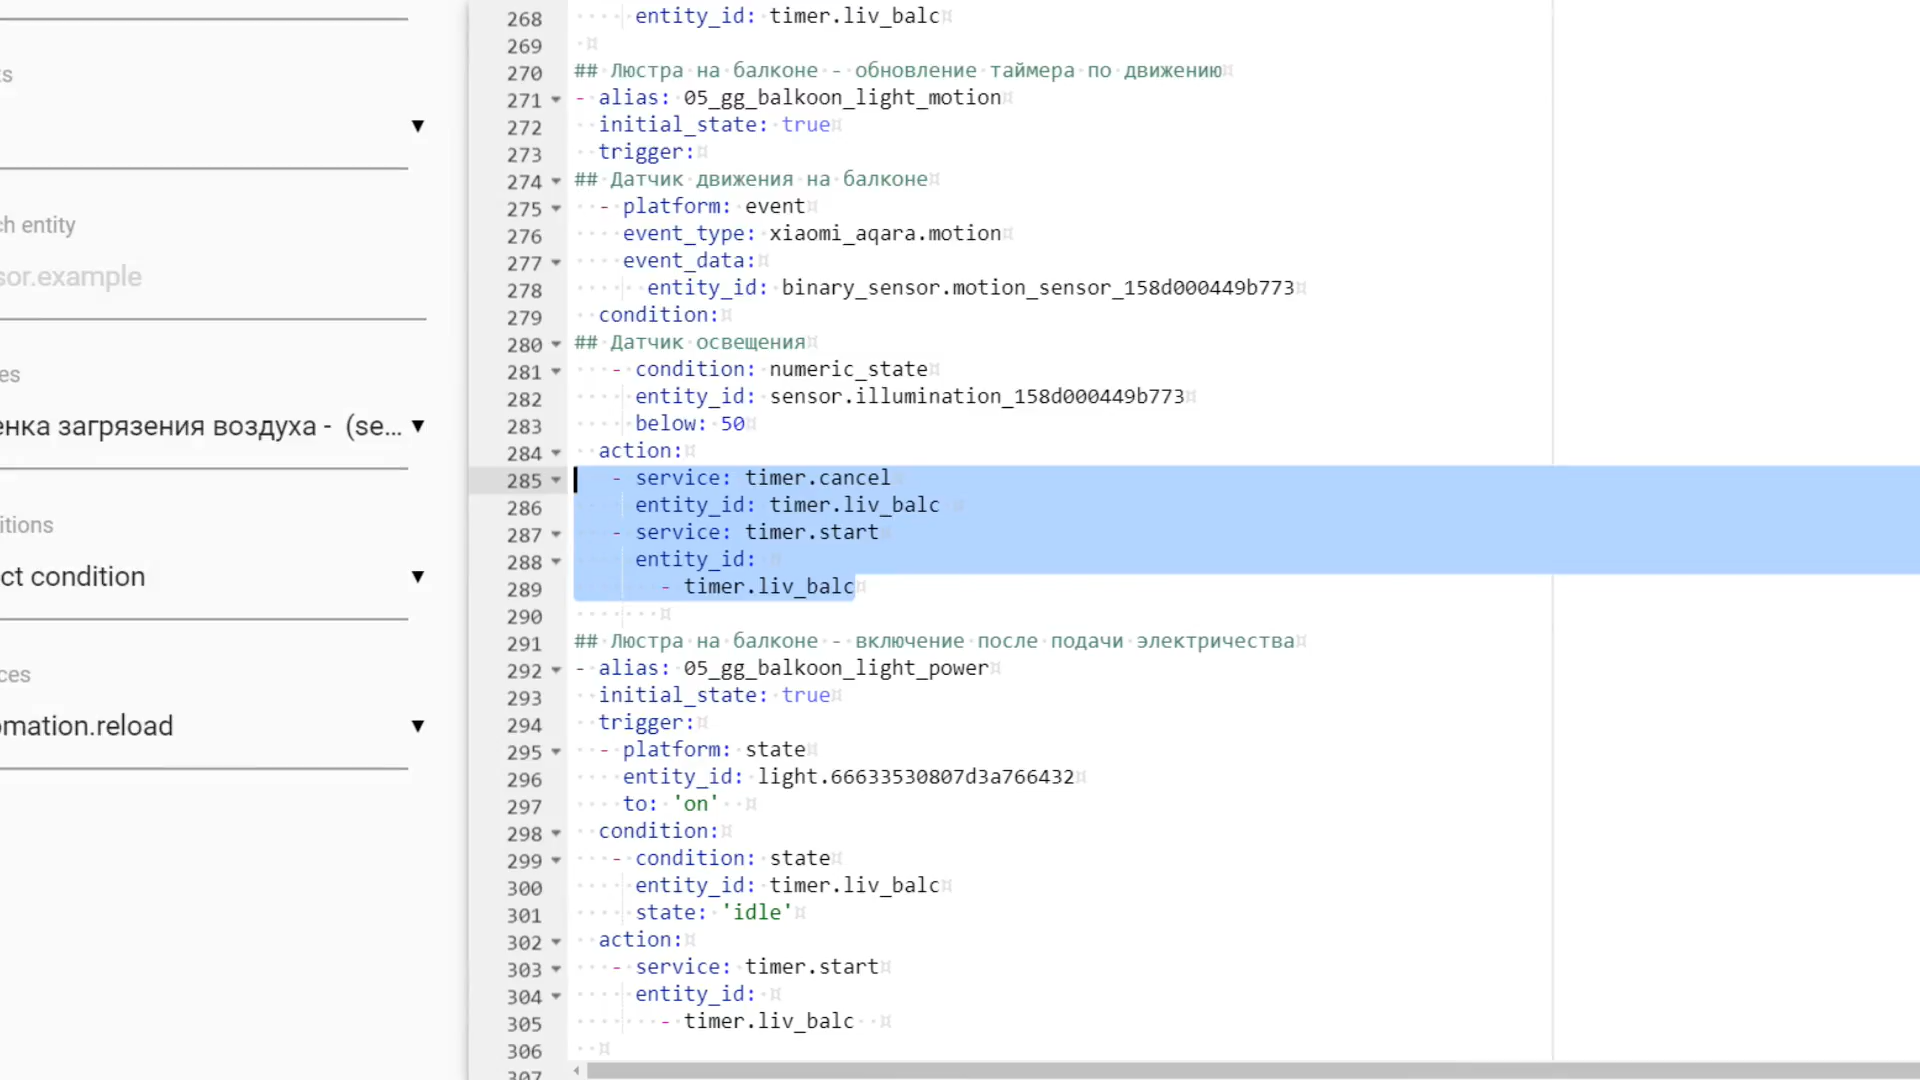 ts
ch entity
sor.example
es
енка загрязения воздуха - (se...
itions
ct condition
ces
omation.reload
268 entity_id: timer.liv_balc
269
270 ## Люстра на балконе - обновление таймера по движению
271 - alias: 05_gg_balkoon_light_motion
272 initial_state: true
273 trigger:
274 ## Датчик движения на балконе
275 - platform: event
276 event_type: xiaomi_aqara.motion
277 event_data:
278 entity_id: binary_sensor.motion_sensor_158d000449b773
279 condition:
280 ## Датчик освещения
281 - condition: numeric_state
282 entity_id: sensor.illumination_158d000449b773
283 below: 50
284 action:
285 - service: timer.cancel
286 entity_id: timer.liv_balc
287 - service: timer.start
288 entity_id:
289 - timer.liv_balc
290
291 ## Люстра на балконе - включение после подачи электричества
292 - alias: 05_gg_balkoon_light_power
293 initial_state: true
294 trigger:
295 - platform: state
296 entity_id: light.66633530807d3a766432
297 to: 'on'
298 condition:
299 - condition: state
300 entity_id: timer.liv_balc
301 state: 'idle'
302 action:
303 - service: timer.start
304 entity_id:
305 - timer.liv_balc
306
307